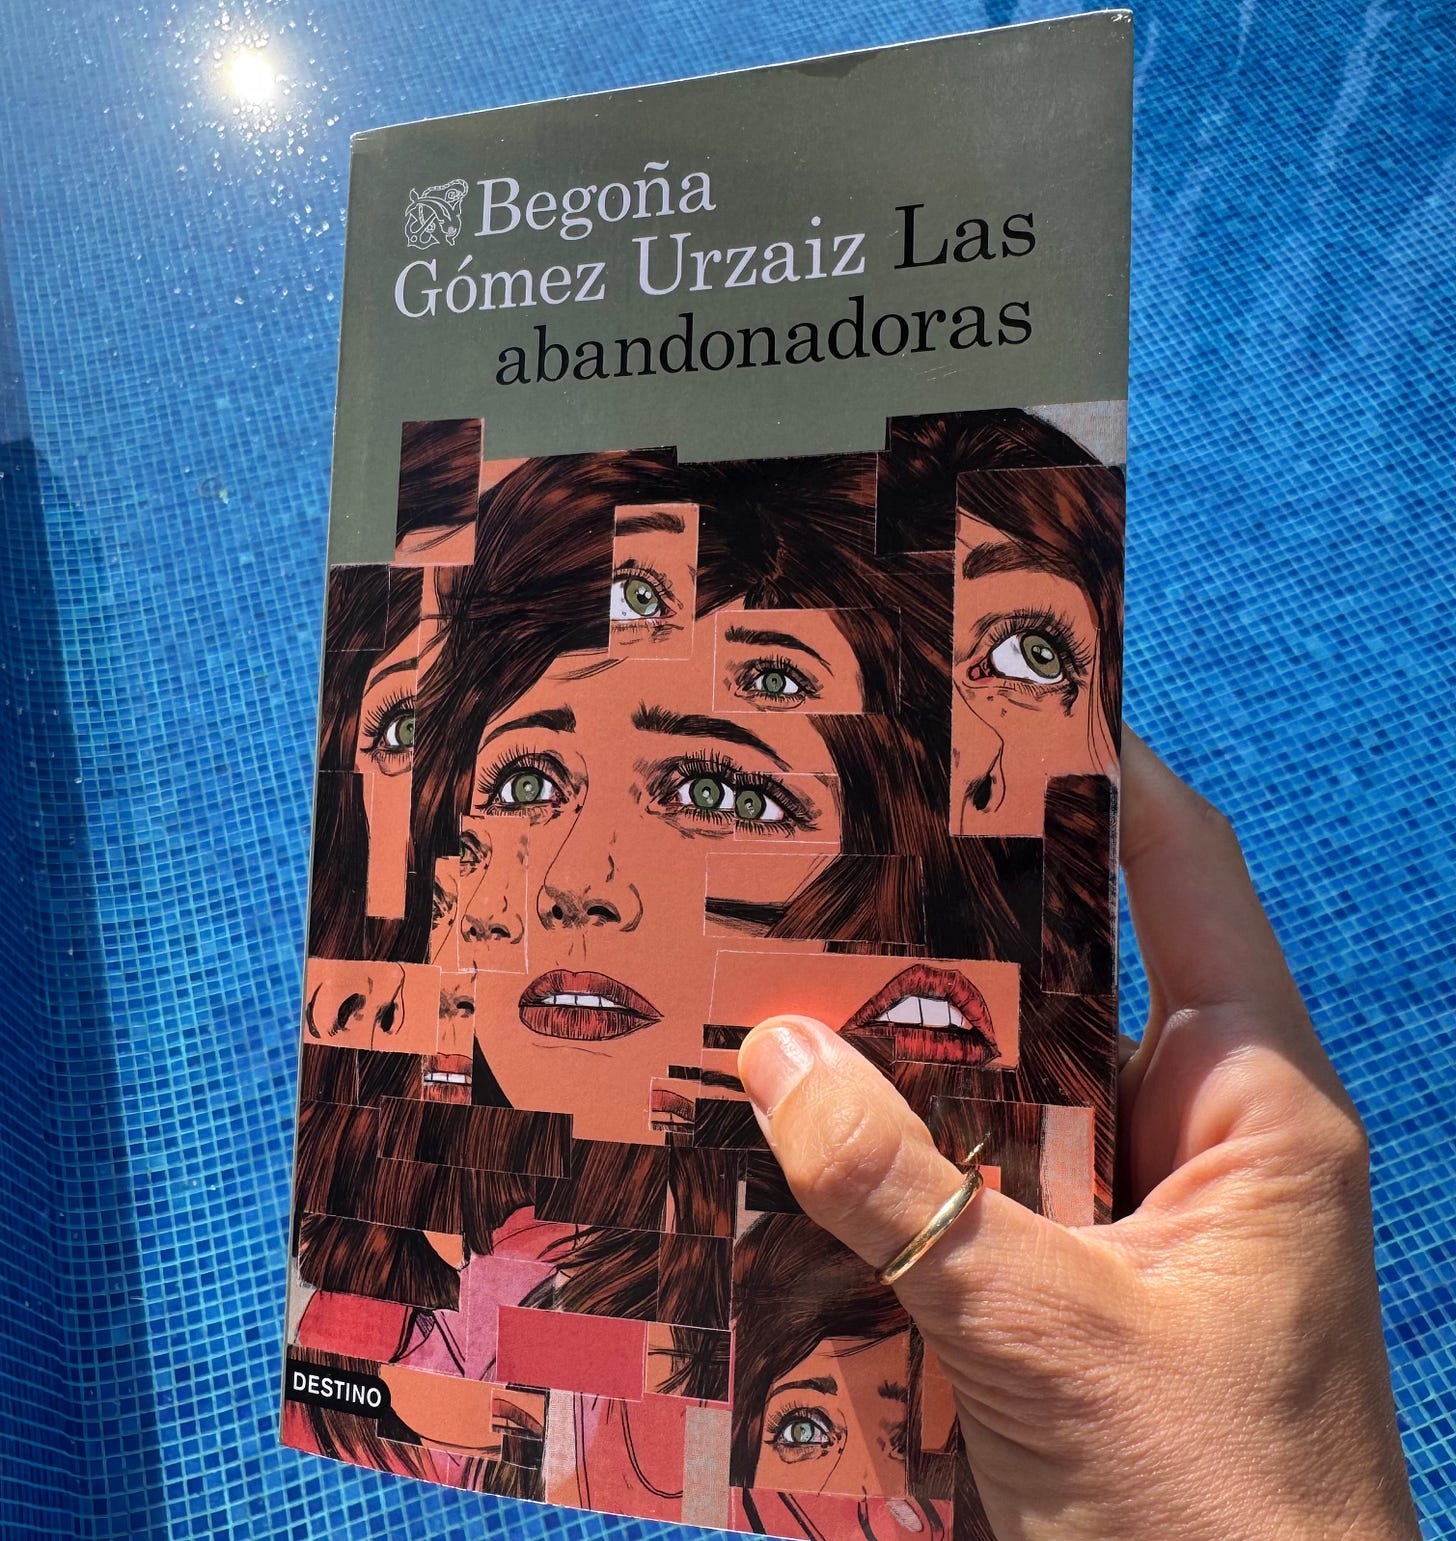 Begoña
Gómez Urzaiz Las
abandonadoras
DESTINO